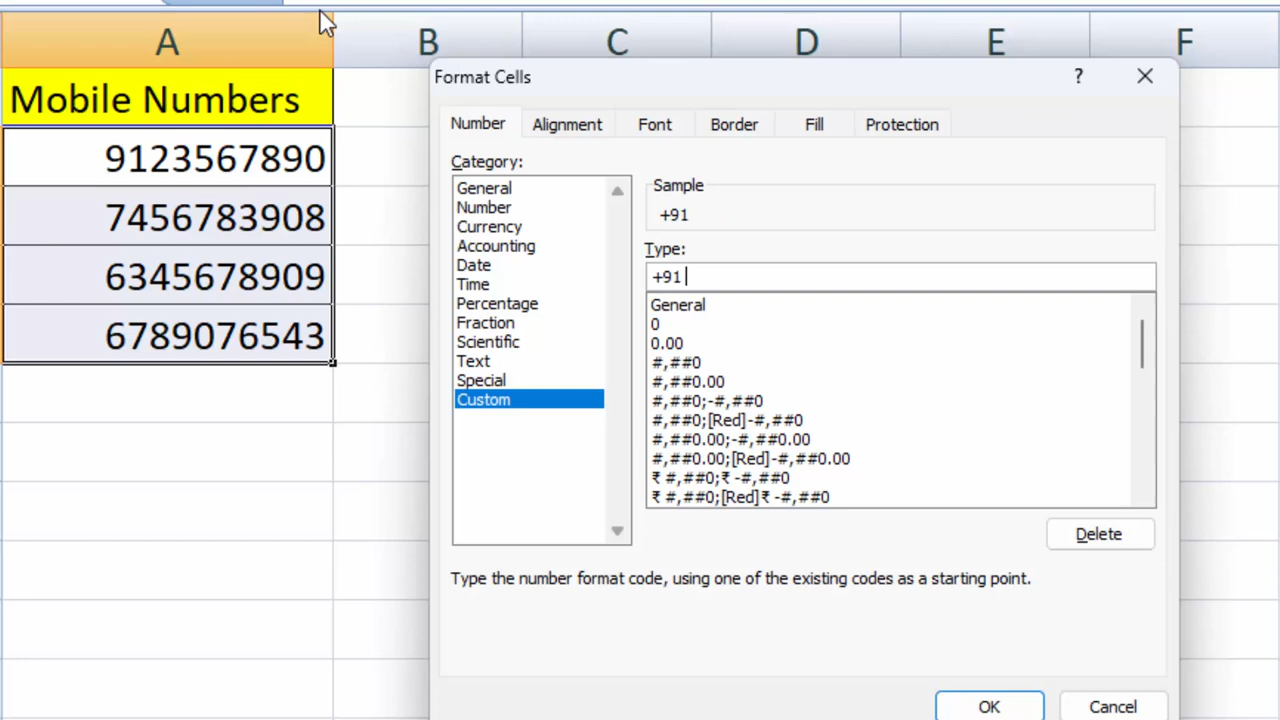 A B C D E F
Mobile Numbers
9123567890
7456783908
6345678909
6789076543
Format Cells ?
Number Alignment Font Border Fill Protection
Category:
General
Number
Currency
Accounting
Date
Time
Percentage
Fraction
Scientific
Text
Special
Custom
Sample
+91
Type:
+91
General
0
0.00
#,##0
#,##0.00
#,##0;-#,##0
#,##0;[Red]-#,##0
#,##0.00;-#,##0.00
#,##0.00;[Red]-#,##0.00
₹ #,##0;₹ -#,##0
₹ #,##0;[Red]₹ -#,##0
Delete
Type the number format code, using one of the existing codes as a starting point.
OK Cancel